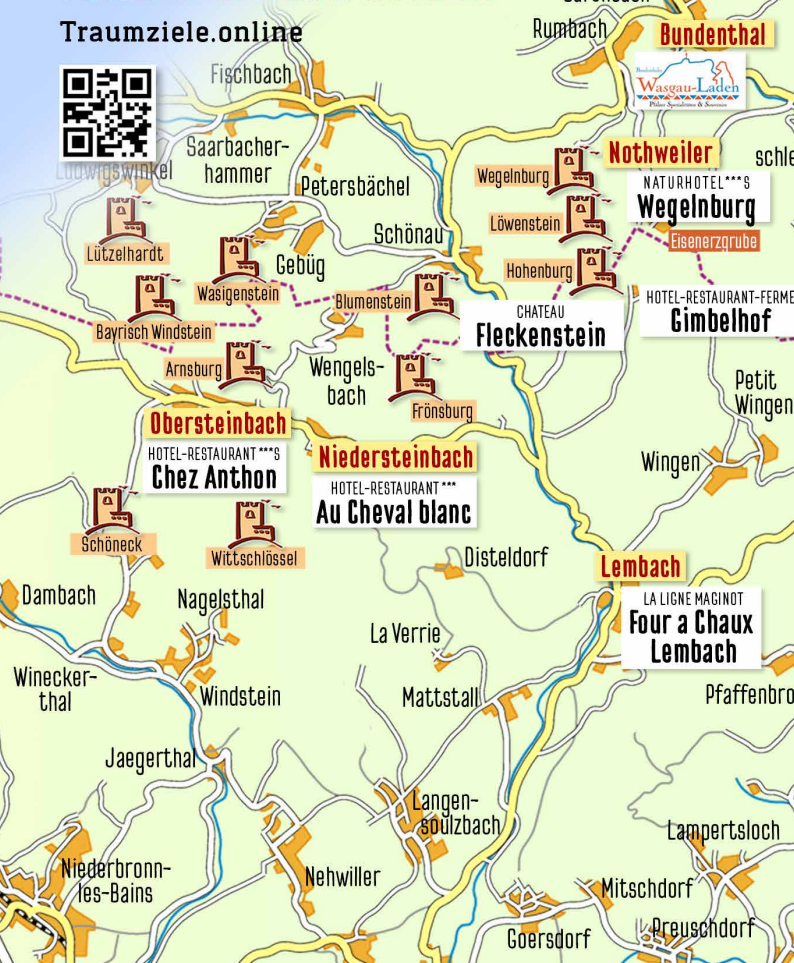 Traumziele.online
Rumbach
Bundenthal
Wasgau-Laden
Fischbach
Saarbacher-
hammer
Ludwigswinkel
Petersbächel
Nothweiler
NATURHOTEL***S
Wegelnburg
Eisenerzgrube
Wegelnburg
Löwenstein
Hohenburg
Schönau
Lützelhardt
Gebüg
Wasigenstein
Blumenstein
Bayrisch Windstein
CHATEAU
Fleckenstein
HOTEL-RESTAURANT-FERME
Gimbelhof
Arnsburg
Wengels-
bach
Frönsburg
Petit
Wingen
Obersteinbach
HOTEL-RESTAURANT***S
Chez Anthon
Niedersteinbach
HOTEL-RESTAURANT***
Au Cheval blanc
Wingen
Schöneck
Wittschlössel
Disteldorf
Lembach
LA LIGNE MAGINOT
Four a Chaux
Lembach
Dambach
Nagelsthal
La Verrie
Winecker-
thal
Windstein
Mattstall
Pfaffenbro
Jaegerthal
Langen-
soulzbach
Lampertsloch
Niederbronn-
les-Bains
Nehwiller
Mitschdorf
Goersdorf
Preuschdorf